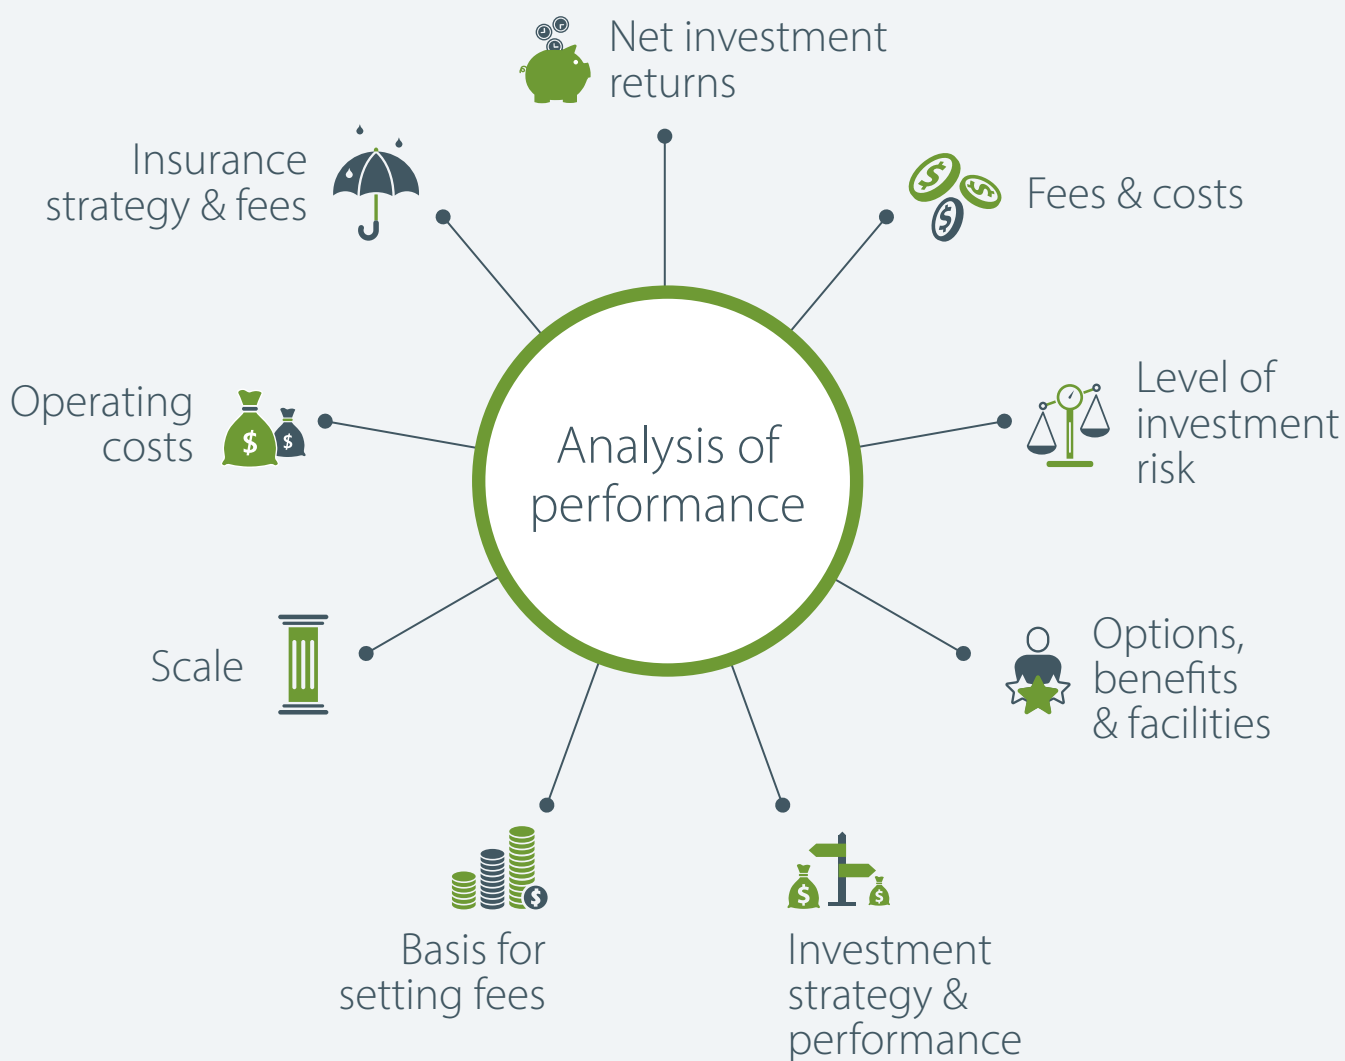 Net investment
returns
Fees & costs
Level of
investment
risk
Options,
benefits
& facilities
Investment
strategy &
performance
Basis for
setting fees
Scale
Operating
costs
Insurance
strategy & fees
Analysis of
performance
$
$
$
$
$
$
$
$